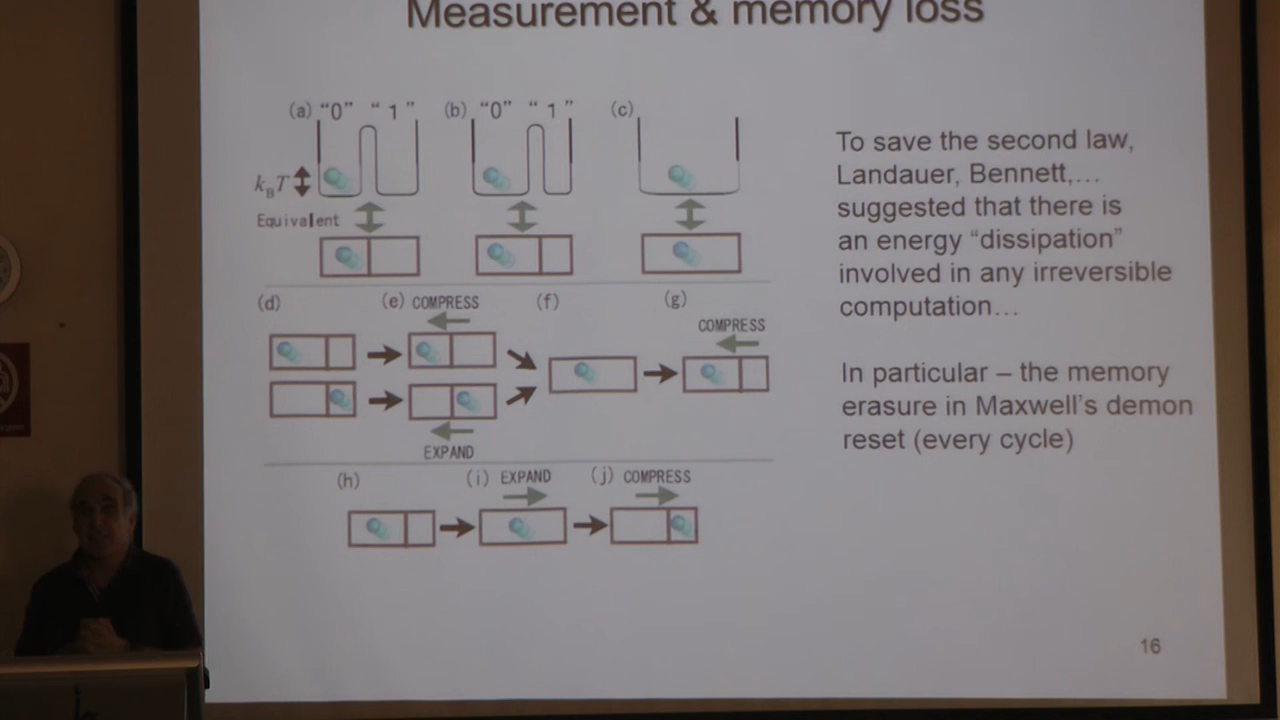 Measurement & memory loss
(a) "0" "1" (b) "0" "1" (c)
kBT
Equivalent
(d) (e) COMPRESS (f) (g)
COMPRESS
EXPAND
(h) (i) EXPAND (j) COMPRESS
To save the second law,
Landauer, Bennett,...
suggested that there is
an energy “dissipation”
involved in any irreversible
computation...
In particular – the memory
erasure in Maxwell's demon
reset (every cycle)
16